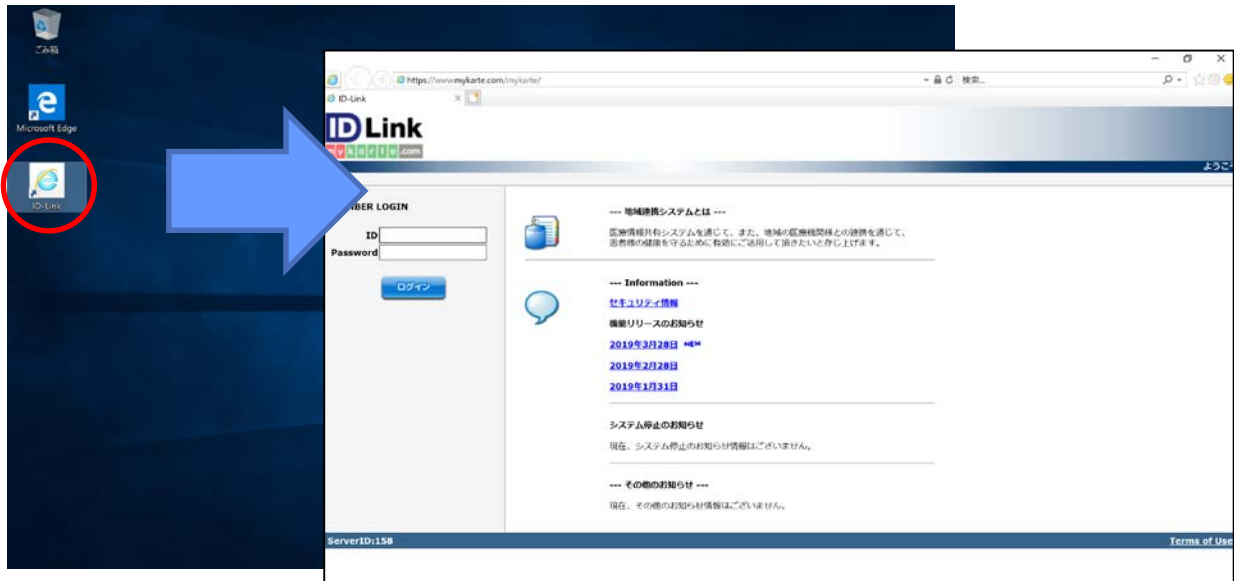 ごみ箱
Microsoft Edge
ID-Link
https://www.mykarte.com/mykarte/
検索...
ID-Link
ID Link
mykarte.com
ようこそ
BER LOGIN
ID
Password
ログイン
--- 地域連携システムとは ---
医療情報共有システムを通じて、また、地域の医療機関様との連携を通じて、
患者様の健康を守るために有効にご活用して頂きたいと存じ上げます。
--- Information ---
セキュリティ情報
機能リリースのお知らせ
2019年3月28日 NEW
2019年2月28日
2019年1月31日
システム停止のお知らせ
現在、システム停止のお知らせ情報はございません。
--- その他のお知らせ ---
現在、その他のお知らせ情報はございません。
ServerID:158
Terms of Use